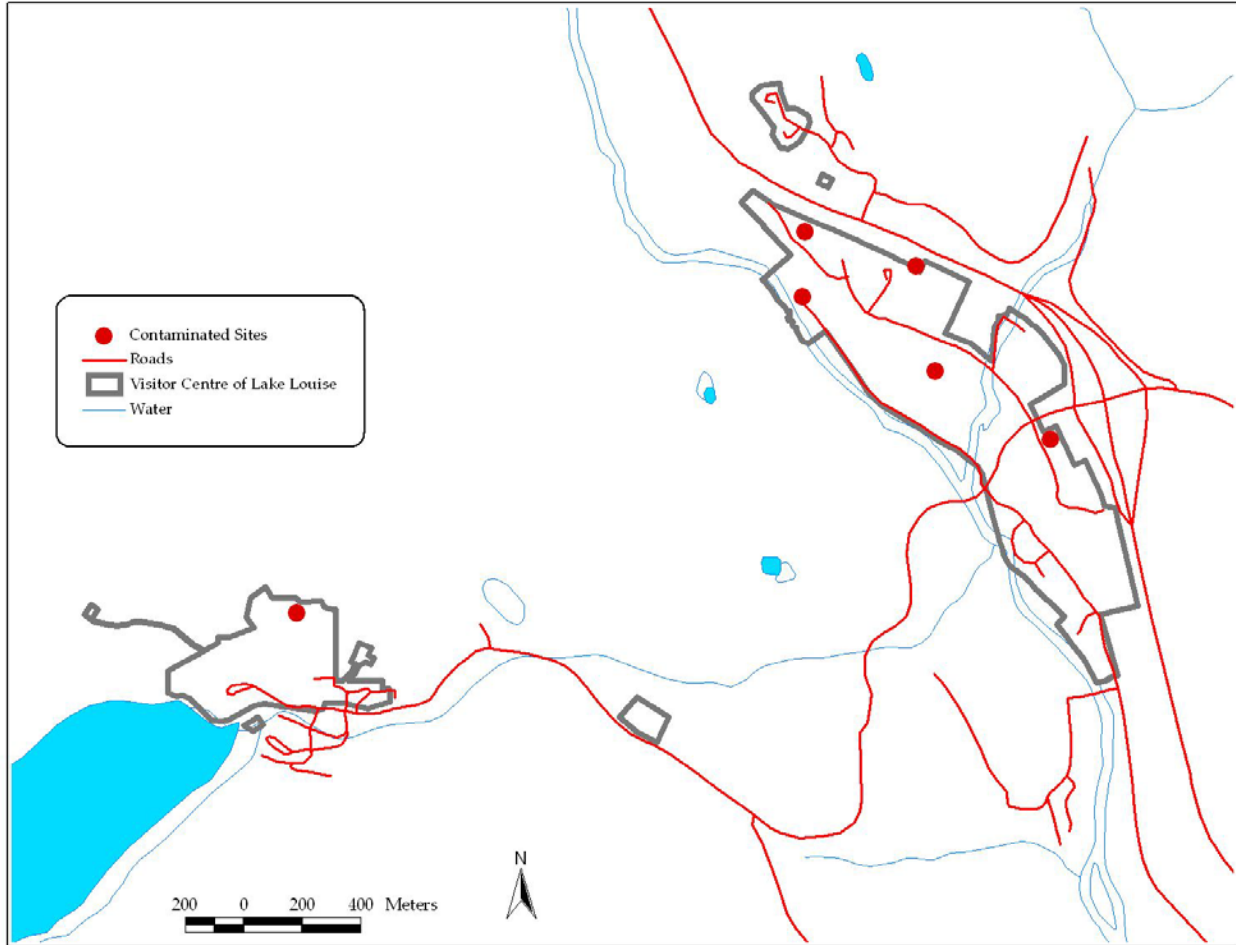 Contaminated Sites
Roads
Visitor Centre of Lake Louise
Water
N
200 0 200 400 Meters